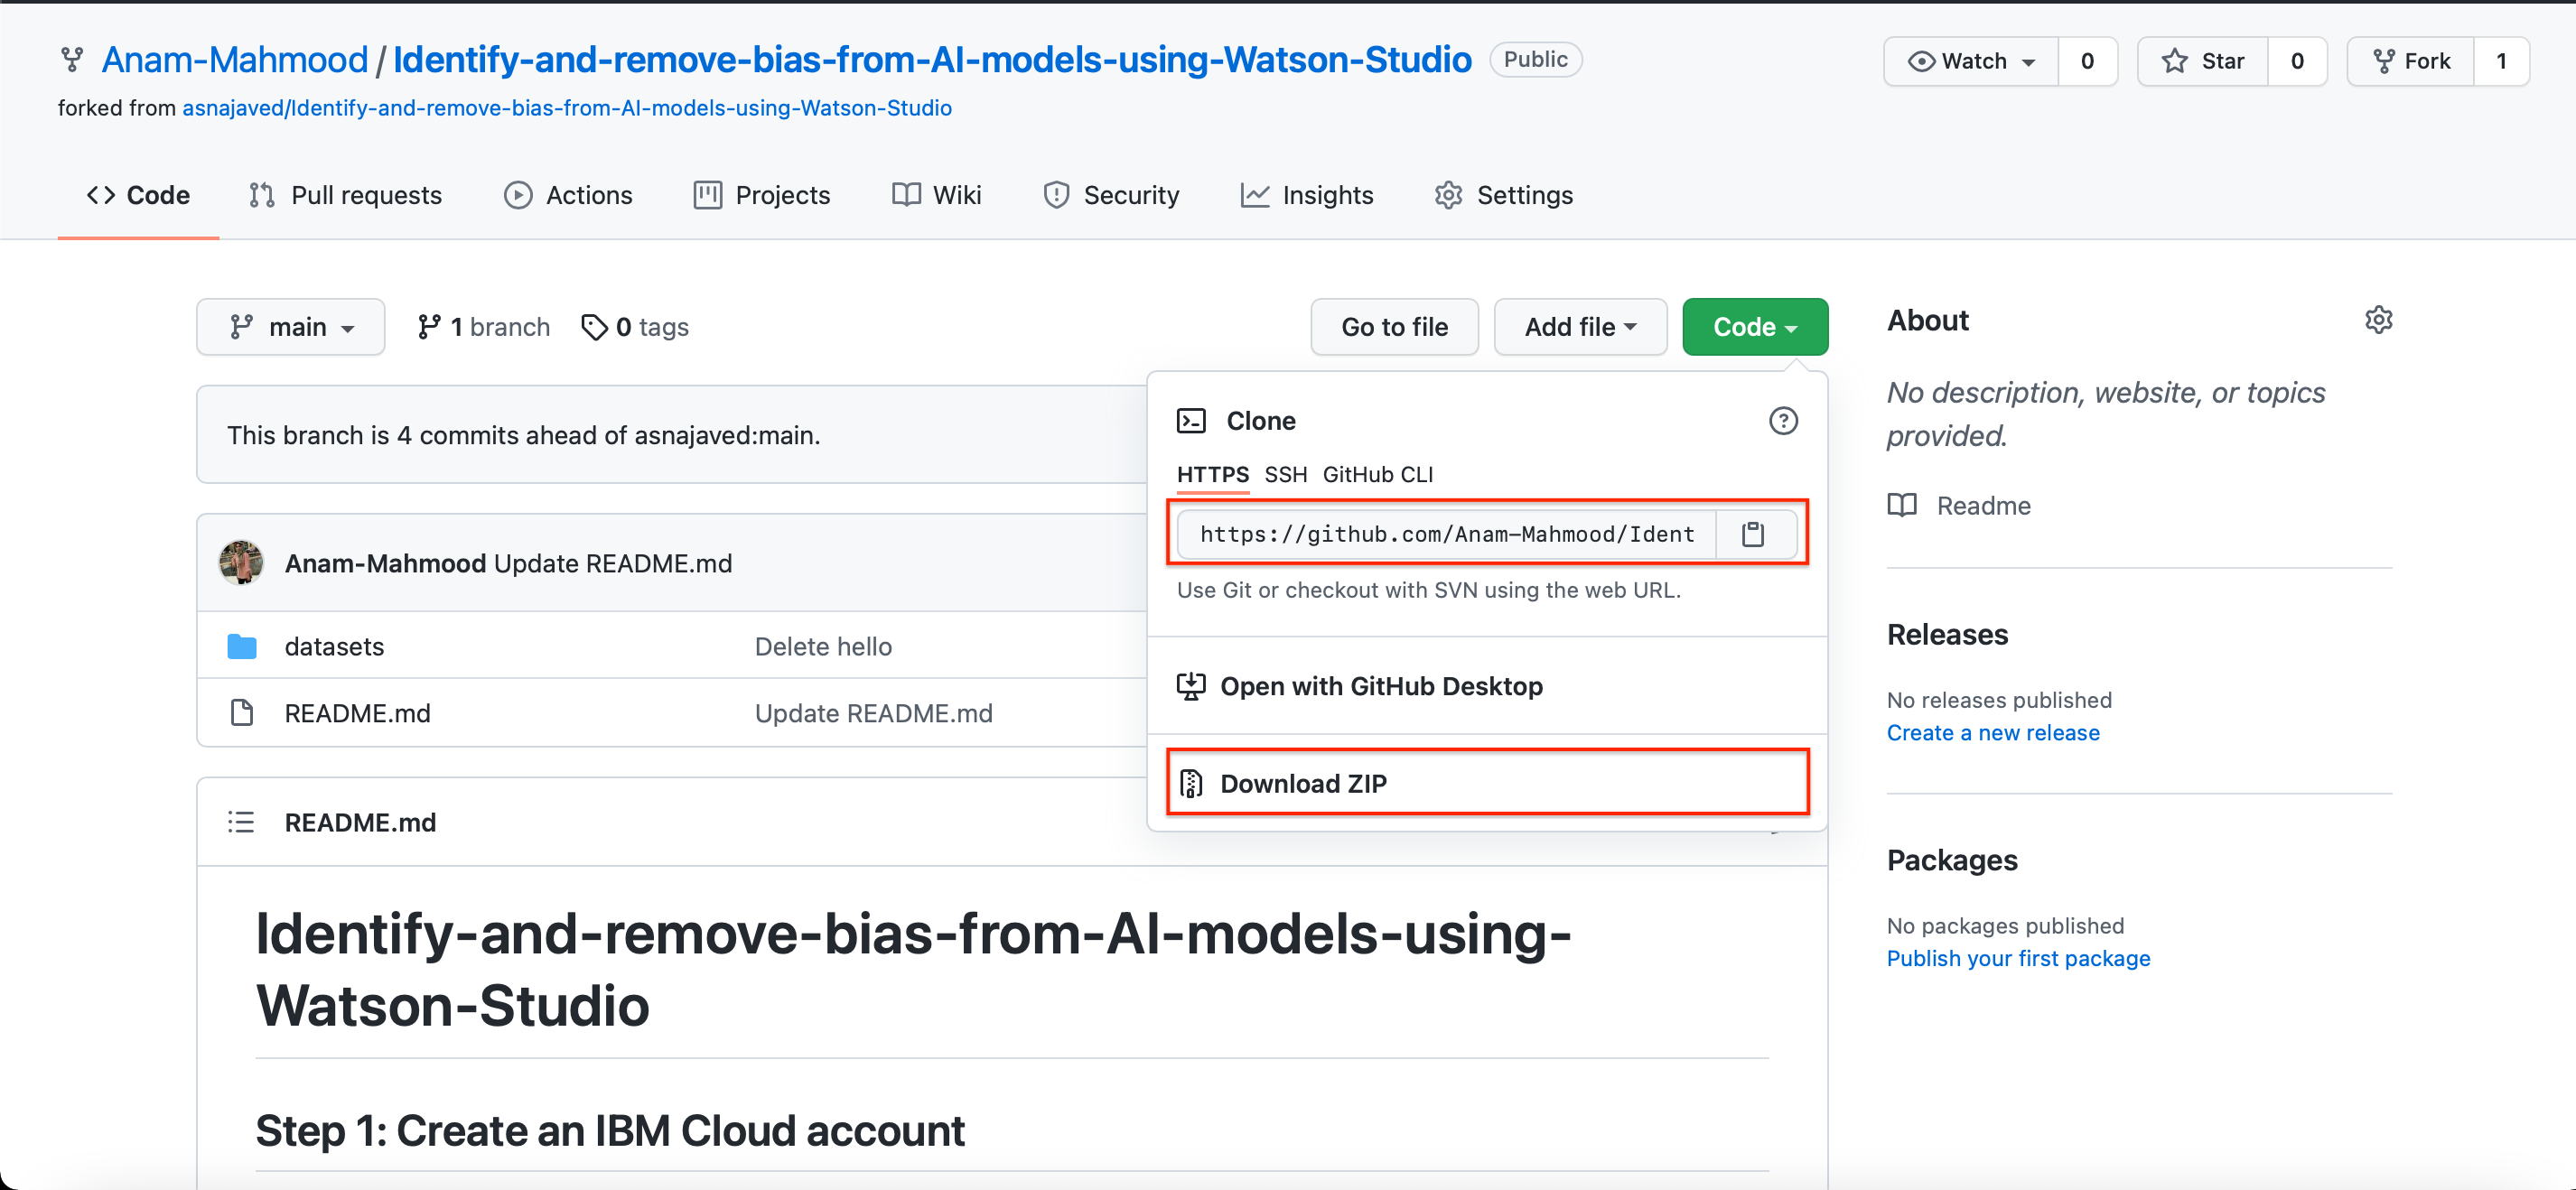 Anam-Mahmood / Identify-and-remove-bias-from-AI-models-using-Watson-Studio Public
Watch 0 Star 0 Fork 1
forked from asnajaved/Identify-and-remove-bias-from-AI-models-using-Watson-Studio
<> Code Pull requests Actions Projects Wiki Security Insights Settings
main 1 branch 0 tags Go to file Add file Code
This branch is 4 commits ahead of asnajaved:main.
Anam-Mahmood Update README.md
datasets Delete hello
README.md Update README.md
Clone
HTTPS SSH GitHub CLI
https://github.com/Anam-Mahmood/Ident
Use Git or checkout with SVN using the web URL.
Open with GitHub Desktop
Download ZIP
README.md
Identify-and-remove-bias-from-AI-models-using-
Watson-Studio
Step 1: Create an IBM Cloud account
About
No description, website, or topics
provided.
Readme
Releases
No releases published
Create a new release
Packages
No packages published
Publish your first package